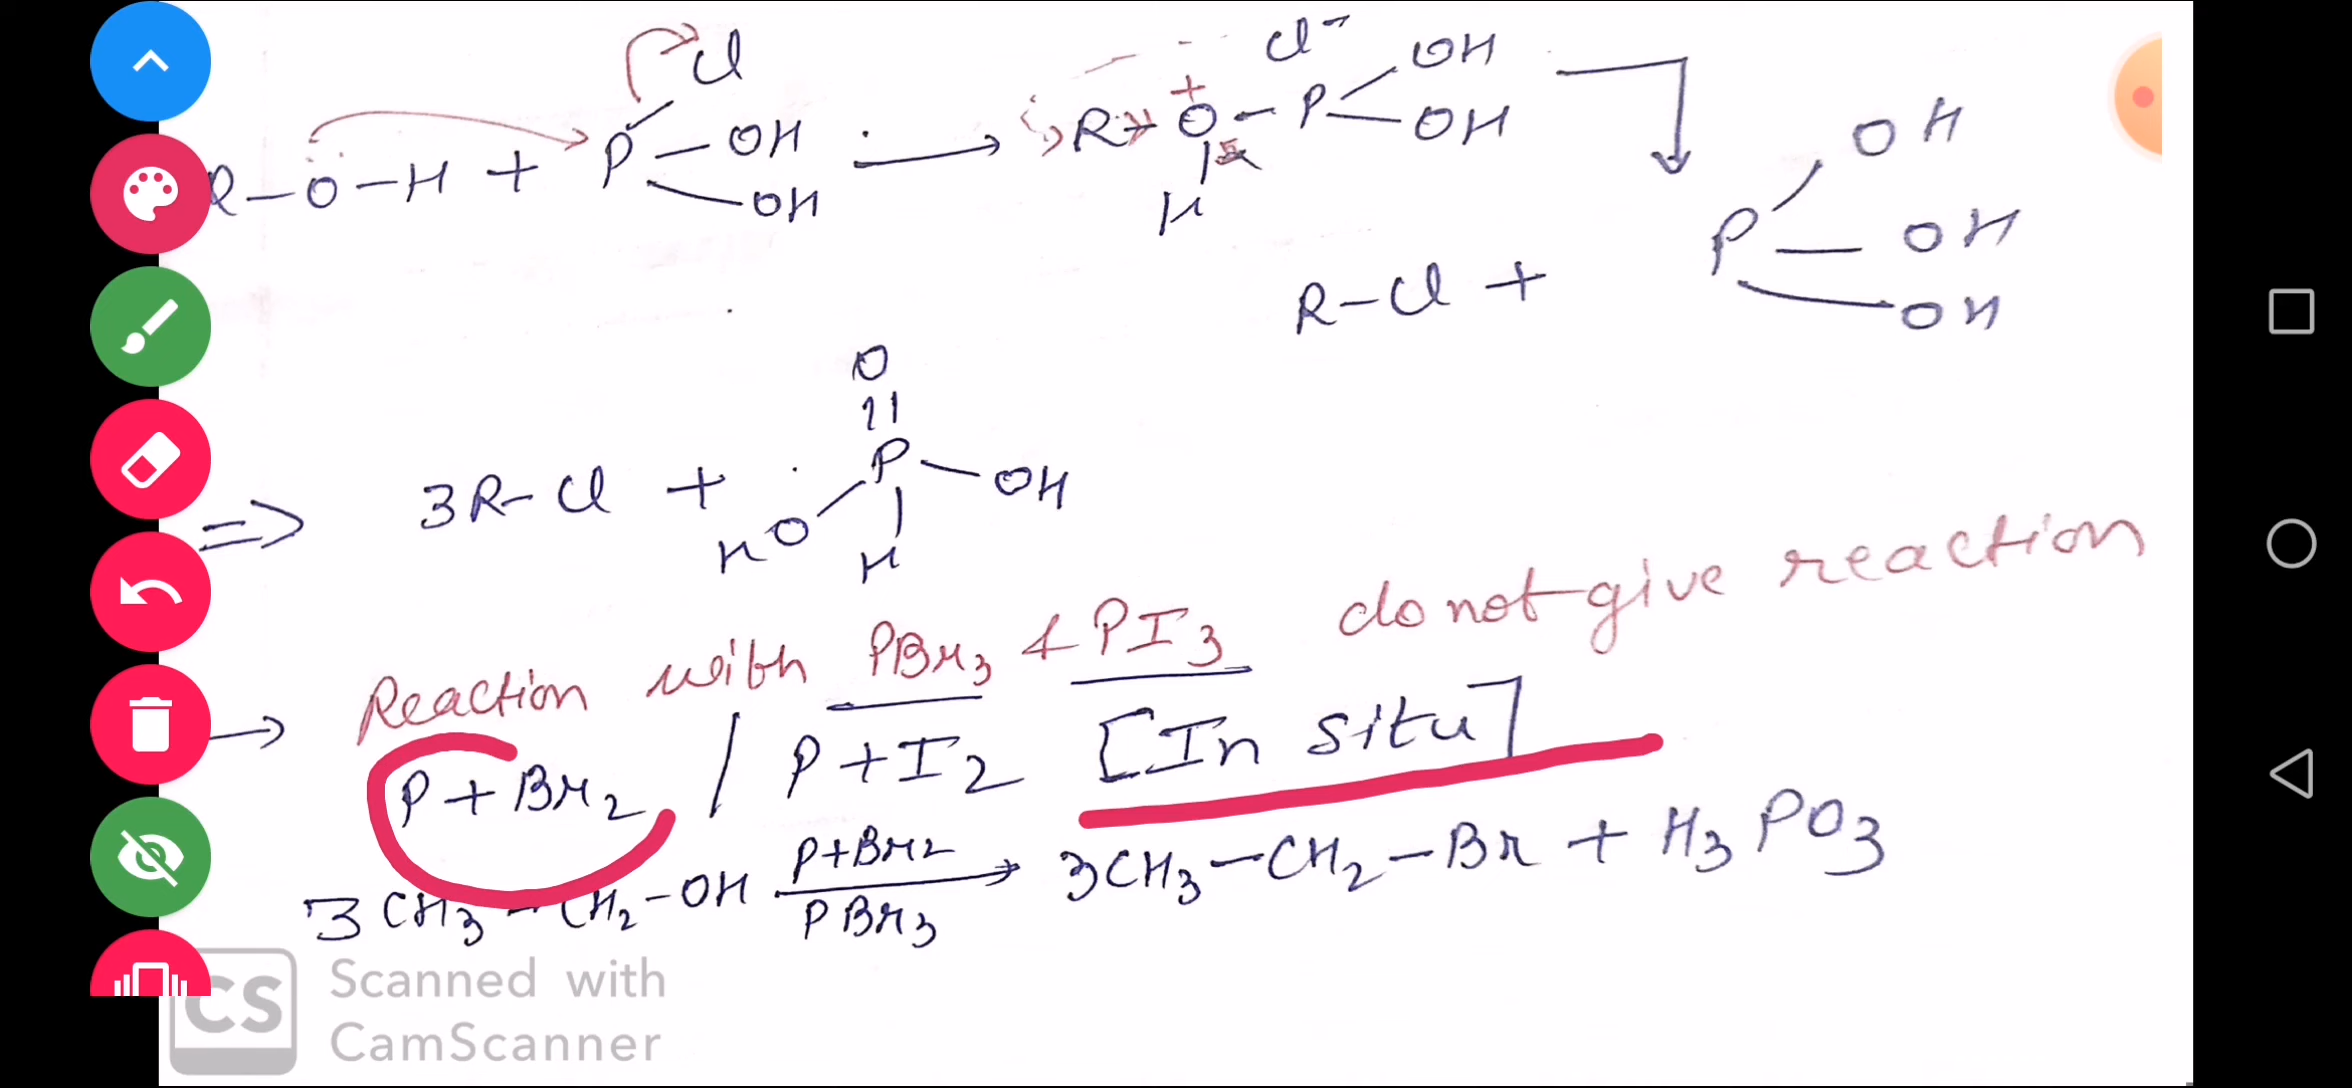 R-O-H + P Cl -OH OH → R-O+-P OH OH Cl-
H
R-Cl + P OH -OH OH
⇒ 3R-Cl + O=P-OH HO H
→ Reaction with PBr3 & PI3 do not give reaction
P+Br2 / P+I2 [In situ]
3CH3-CH2-OH P+Br2 PBr3 → 3CH3-CH2-Br + H3PO3
CS Scanned with
CamScanner